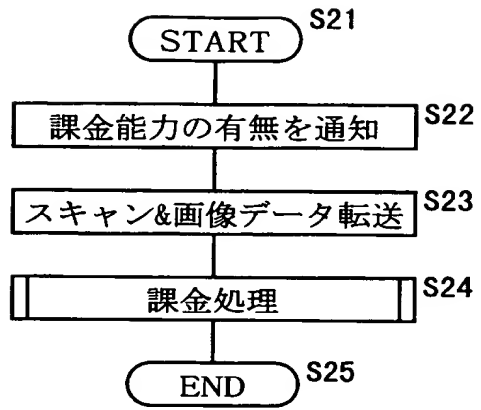 START S21
課金能力の有無を通知 S22
スキャン&画像データ転送 S23
課金処理 S24
END S25